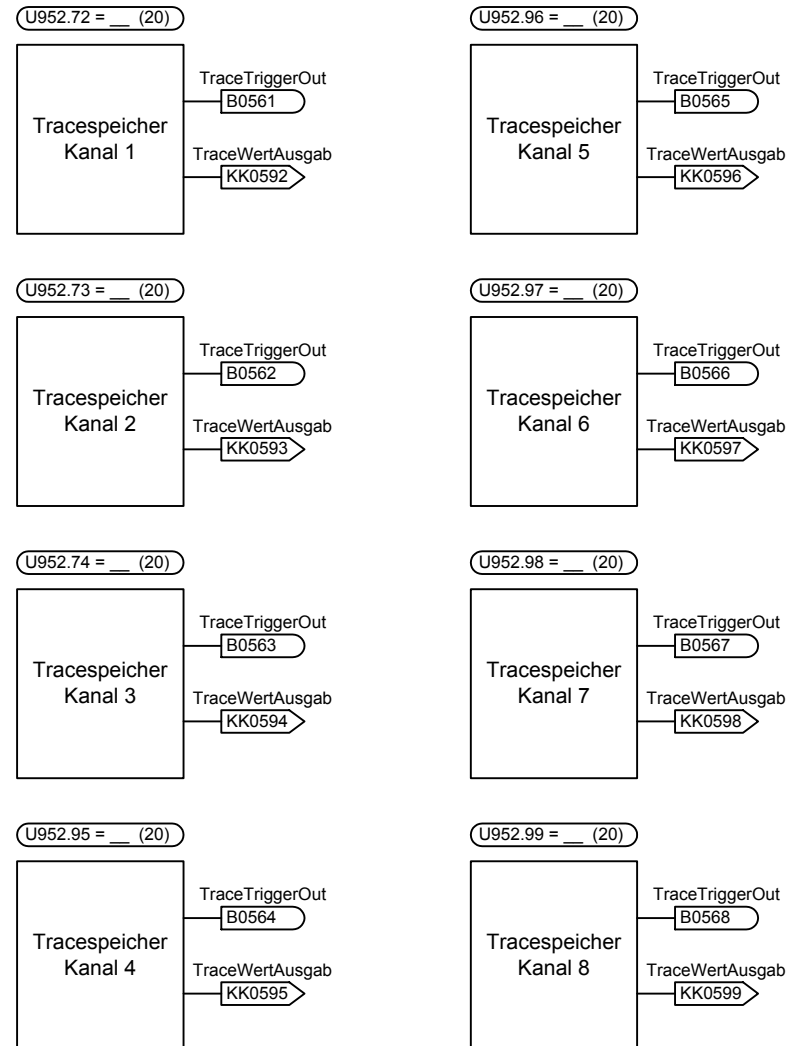 U952.72 = __ (20)
TraceTriggerOut
B0561
Tracespeicher
Kanal 1
TraceWertAusgab
KK0592
U952.73 = __ (20)
TraceTriggerOut
B0562
Tracespeicher
Kanal 2
TraceWertAusgab
KK0593
U952.74 = __ (20)
TraceTriggerOut
B0563
Tracespeicher
Kanal 3
TraceWertAusgab
KK0594
U952.95 = __ (20)
TraceTriggerOut
B0564
Tracespeicher
Kanal 4
TraceWertAusgab
KK0595
U952.96 = __ (20)
TraceTriggerOut
B0565
Tracespeicher
Kanal 5
TraceWertAusgab
KK0596
U952.97 = __ (20)
TraceTriggerOut
B0566
Tracespeicher
Kanal 6
TraceWertAusgab
KK0597
U952.98 = __ (20)
TraceTriggerOut
B0567
Tracespeicher
Kanal 7
TraceWertAusgab
KK0598
U952.99 = __ (20)
TraceTriggerOut
B0568
Tracespeicher
Kanal 8
TraceWertAusgab
KK0599